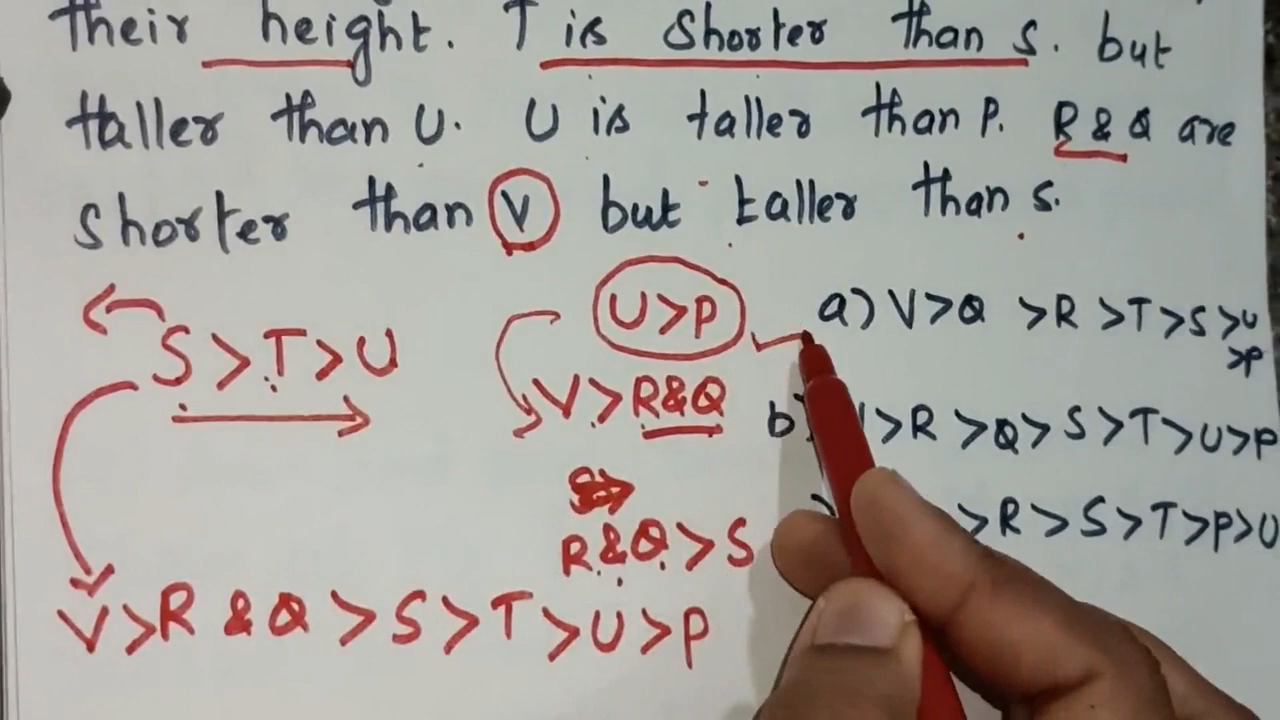 their height. T is shorter than s. but
taller than U. U is taller than P. R & Q are
shorter than V but taller than s.
S > T > U
U > P
V > R & Q
R & Q > S
V > R & Q > S > T > U > P
a) V > Q > R > T > S > U
> P
b) > R > Q > S > T > U > P
> R > S > T > P > U